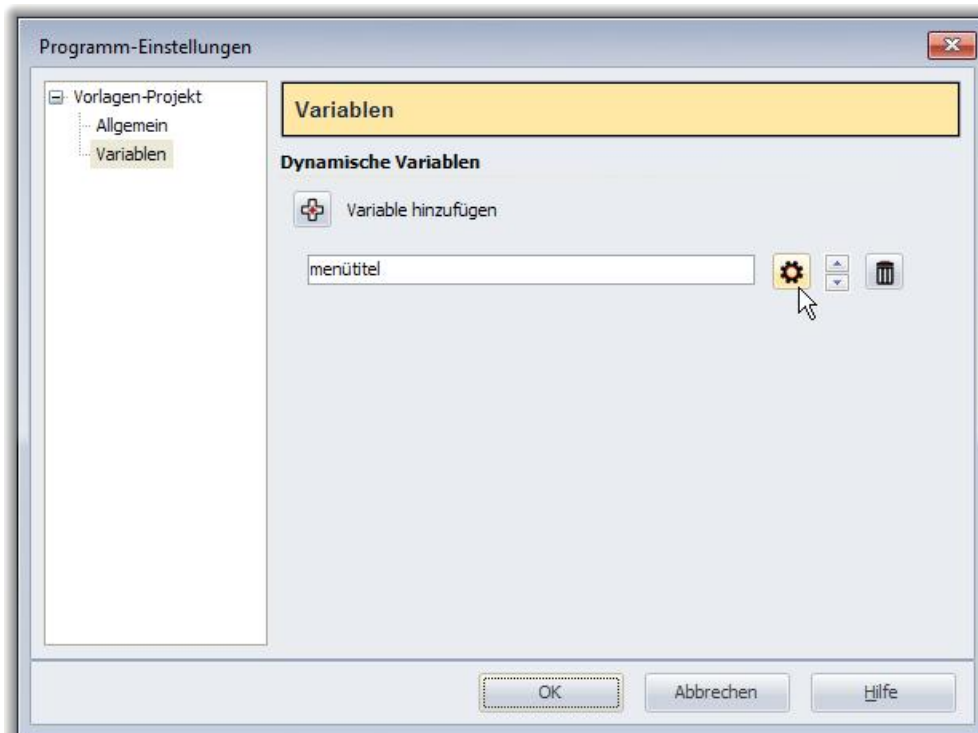 Programm-Einstellungen
Vorlagen-Projekt
Allgemein
Variablen
Variablen
Dynamische Variablen
Variable hinzufügen
menütitel
OK
Abbrechen
Hilfe